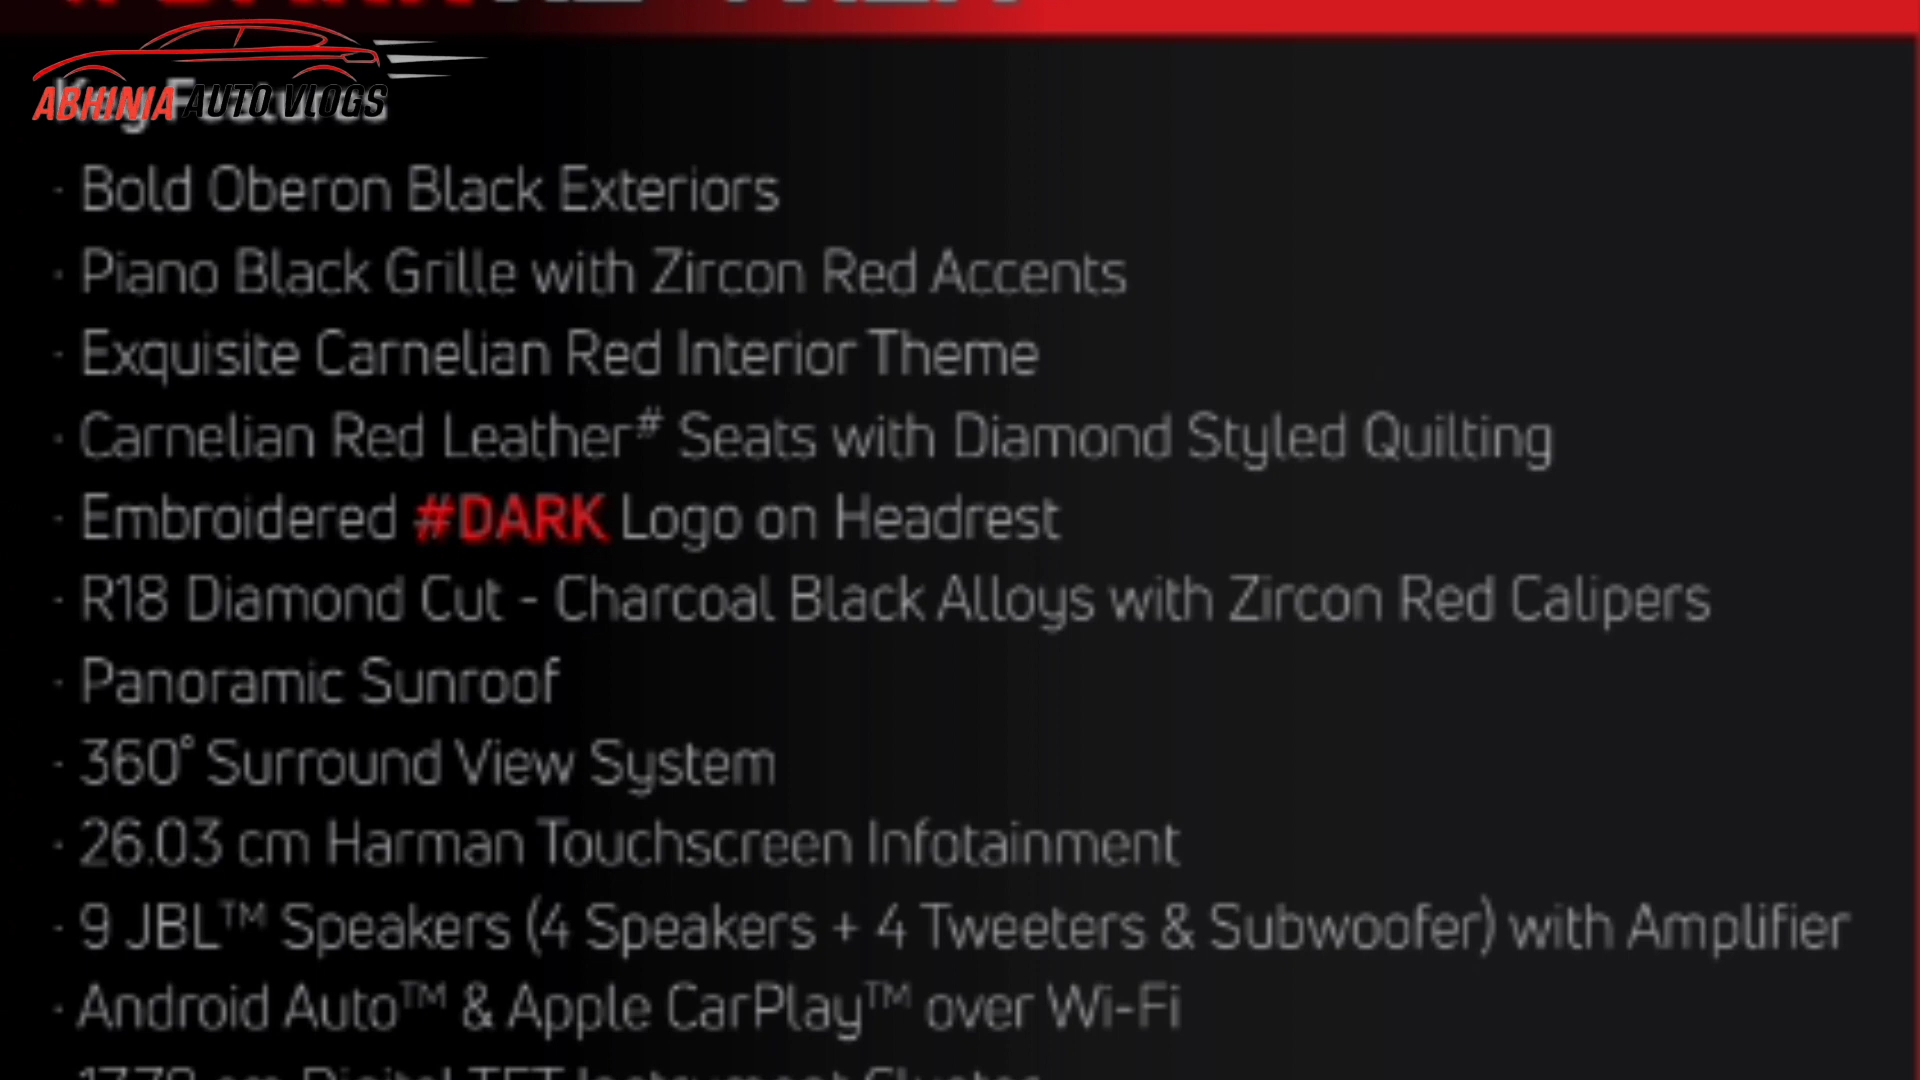 ABHINIA AUTO VLOGS
Key Features
· Bold Oberon Black Exteriors
· Piano Black Grille with Zircon Red Accents
· Exquisite Carnelian Red Interior Theme
· Carnelian Red Leather# Seats with Diamond Styled Quilting
· Embroidered #DARK Logo on Headrest
· R18 Diamond Cut - Charcoal Black Alloys with Zircon Red Calipers
· Panoramic Sunroof
· 360° Surround View System
· 26.03 cm Harman Touchscreen Infotainment
· 9 JBL™ Speakers (4 Speakers + 4 Tweeters & Subwoofer) with Amplifier
· Android Auto™ & Apple CarPlay™ over Wi-Fi